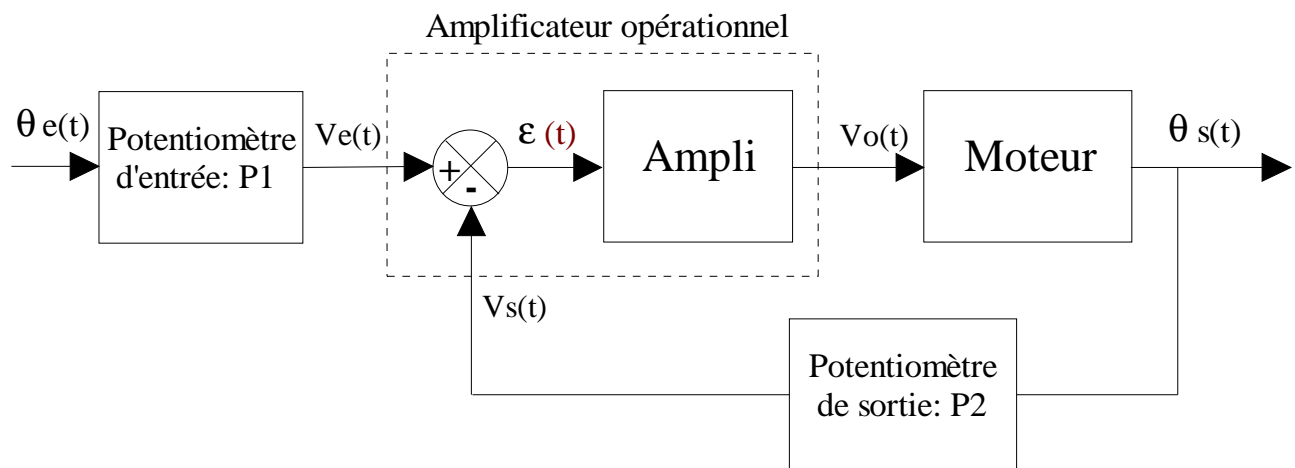 Amplificateur opérationnel
θ e(t)
Potentiomètre
d'entrée: P1
Ve(t)
+
-
ε (t)
Ampli
Vo(t)
Moteur
θ s(t)
Vs(t)
Potentiomètre
de sortie: P2